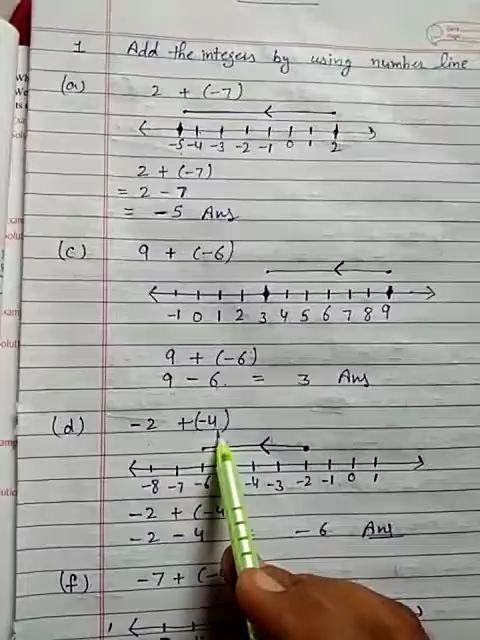 1 Add the integers by using number line
(a) 2 + (-7)
-5 -4 -3 -2 -1 0 1 2
2 + (-7)
= 2 - 7
= -5 Ans
(c) 9 + (-6)
-1 0 1 2 3 4 5 6 7 8 9
9 + (-6)
9 - 6 = 3 Ans
(d) -2 + (-4)
-8 -7 -6 -4 -3 -2 -1 0 1
-2 + (-4
-2 - 4 - 6 Ans
(f) -7 + (-